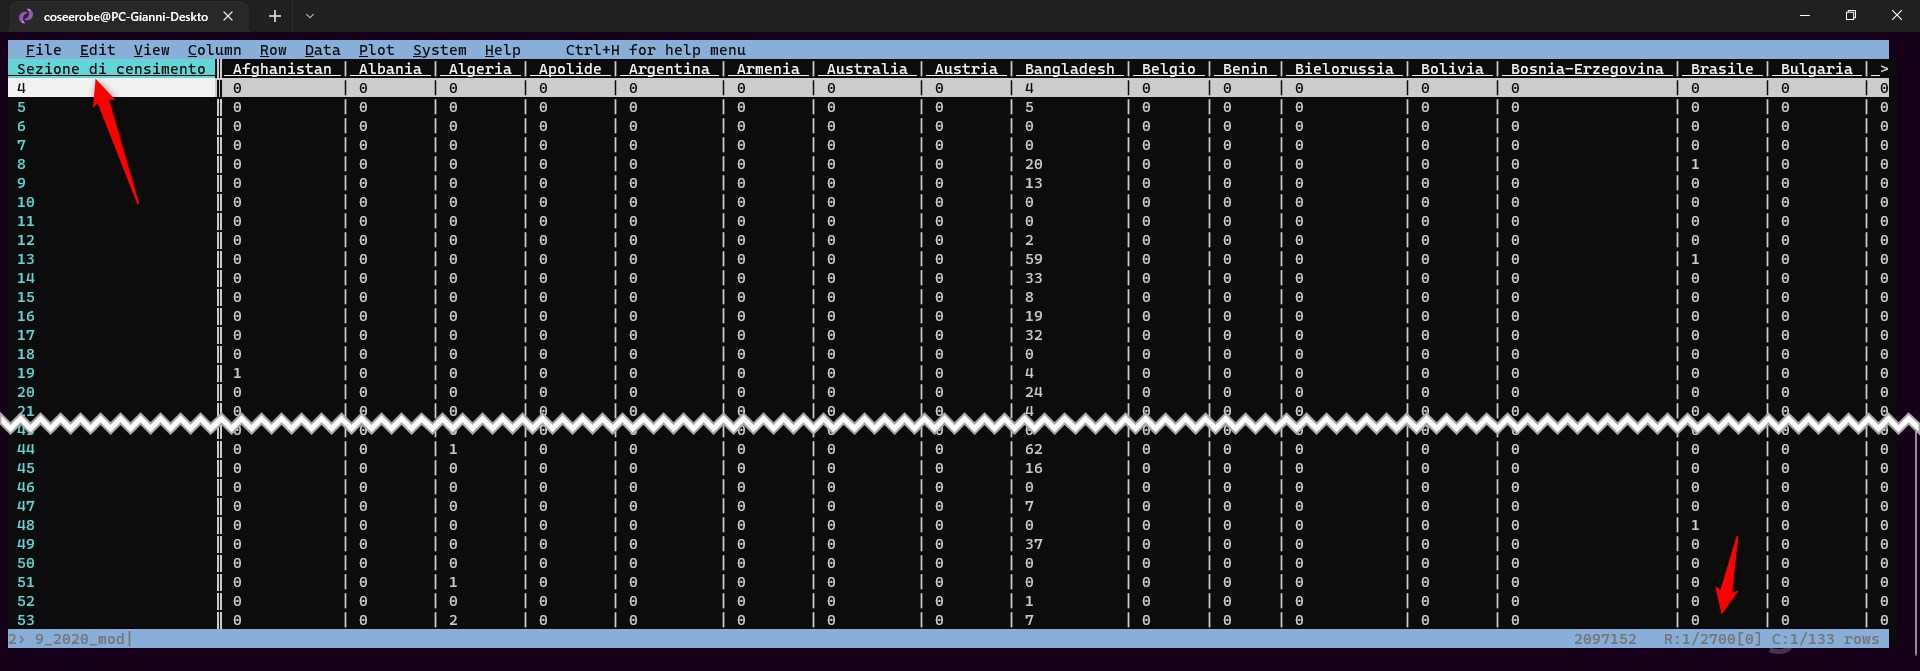 coseerobe@PC-Gianni-Deskto
File Edit View Column Row Data Plot System Help Ctrl+H for help menu
Sezione di censimento ‖ Afghanistan | Albania | Algeria | Apolide | Argentina | Armenia | Australia | Austria | Bangladesh | Belgio | Benin | Bielorussia | Bolivia | Bosnia-Erzegovina | Brasile | Bulgaria | >
4 ‖ 0 | 0 | 0 | 0 | 0 | 0 | 0 | 0 | 4 | 0 | 0 | 0 | 0 | 0 | 0 | 0 | 0
5 ‖ 0 | 0 | 0 | 0 | 0 | 0 | 0 | 0 | 5 | 0 | 0 | 0 | 0 | 0 | 0 | 0 | 0
6 ‖ 0 | 0 | 0 | 0 | 0 | 0 | 0 | 0 | 0 | 0 | 0 | 0 | 0 | 0 | 0 | 0 | 0
7 ‖ 0 | 0 | 0 | 0 | 0 | 0 | 0 | 0 | 0 | 0 | 0 | 0 | 0 | 0 | 0 | 0 | 0
8 ‖ 0 | 0 | 0 | 0 | 0 | 0 | 0 | 0 | 20 | 0 | 0 | 0 | 0 | 0 | 1 | 0 | 0
9 ‖ 0 | 0 | 0 | 0 | 0 | 0 | 0 | 0 | 13 | 0 | 0 | 0 | 0 | 0 | 0 | 0 | 0
10 ‖ 0 | 0 | 0 | 0 | 0 | 0 | 0 | 0 | 0 | 0 | 0 | 0 | 0 | 0 | 0 | 0 | 0
11 ‖ 0 | 0 | 0 | 0 | 0 | 0 | 0 | 0 | 0 | 0 | 0 | 0 | 0 | 0 | 0 | 0 | 0
12 ‖ 0 | 0 | 0 | 0 | 0 | 0 | 0 | 0 | 2 | 0 | 0 | 0 | 0 | 0 | 0 | 0 | 0
13 ‖ 0 | 0 | 0 | 0 | 0 | 0 | 0 | 0 | 59 | 0 | 0 | 0 | 0 | 0 | 1 | 0 | 0
14 ‖ 0 | 0 | 0 | 0 | 0 | 0 | 0 | 0 | 33 | 0 | 0 | 0 | 0 | 0 | 0 | 0 | 0
15 ‖ 0 | 0 | 0 | 0 | 0 | 0 | 0 | 0 | 8 | 0 | 0 | 0 | 0 | 0 | 0 | 0 | 0
16 ‖ 0 | 0 | 0 | 0 | 0 | 0 | 0 | 0 | 19 | 0 | 0 | 0 | 0 | 0 | 0 | 0 | 0
17 ‖ 0 | 0 | 0 | 0 | 0 | 0 | 0 | 0 | 32 | 0 | 0 | 0 | 0 | 0 | 0 | 0 | 0
18 ‖ 0 | 0 | 0 | 0 | 0 | 0 | 0 | 0 | 0 | 0 | 0 | 0 | 0 | 0 | 0 | 0 | 0
19 ‖ 1 | 0 | 0 | 0 | 0 | 0 | 0 | 0 | 4 | 0 | 0 | 0 | 0 | 0 | 0 | 0 | 0
20 ‖ 0 | 0 | 0 | 0 | 0 | 0 | 0 | 0 | 24 | 0 | 0 | 0 | 0 | 0 | 0 | 0 | 0
21 ‖ 0 | 0 | 0 | 0 | 0 | 0 | 0 | 0 | 4 | 0 | 0 | 0 | 0 | 0 | 0 | 0 | 0
44 ‖ 0 | 0 | 1 | 0 | 0 | 0 | 0 | 0 | 62 | 0 | 0 | 0 | 0 | 0 | 0 | 0 | 0
45 ‖ 0 | 0 | 0 | 0 | 0 | 0 | 0 | 0 | 16 | 0 | 0 | 0 | 0 | 0 | 0 | 0 | 0
46 ‖ 0 | 0 | 0 | 0 | 0 | 0 | 0 | 0 | 0 | 0 | 0 | 0 | 0 | 0 | 0 | 0 | 0
47 ‖ 0 | 0 | 0 | 0 | 0 | 0 | 0 | 0 | 7 | 0 | 0 | 0 | 0 | 0 | 0 | 0 | 0
48 ‖ 0 | 0 | 0 | 0 | 0 | 0 | 0 | 0 | 0 | 0 | 0 | 0 | 0 | 0 | 1 | 0 | 0
49 ‖ 0 | 0 | 0 | 0 | 0 | 0 | 0 | 0 | 37 | 0 | 0 | 0 | 0 | 0 | 0 | 0 | 0
50 ‖ 0 | 0 | 0 | 0 | 0 | 0 | 0 | 0 | 0 | 0 | 0 | 0 | 0 | 0 | 0 | 0 | 0
51 ‖ 0 | 0 | 1 | 0 | 0 | 0 | 0 | 0 | 0 | 0 | 0 | 0 | 0 | 0 | 0 | 0 | 0
52 ‖ 0 | 0 | 0 | 0 | 0 | 0 | 0 | 0 | 1 | 0 | 0 | 0 | 0 | 0 | 0 | 0 | 0
53 ‖ 0 | 0 | 2 | 0 | 0 | 0 | 0 | 0 | 7 | 0 | 0 | 0 | 0 | 0 | 0 | 0 | 0
2› 9_2020_mod| 2097152 R:1/2700[0] C:1/133 rows